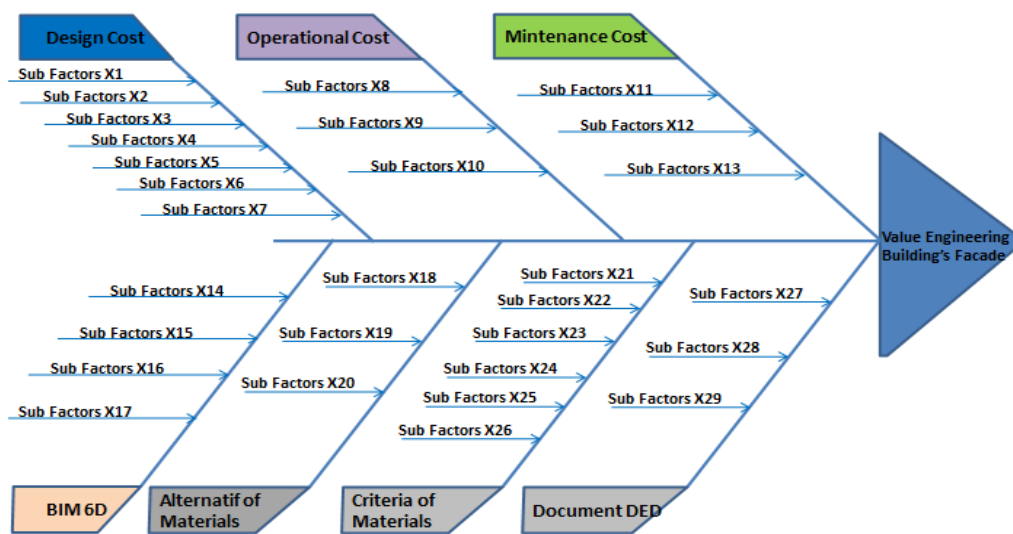 Design Cost
Operational Cost
Mintenance Cost
Sub Factors X1
Sub Factors X2
Sub Factors X3
Sub Factors X4
Sub Factors X5
Sub Factors X6
Sub Factors X7
Sub Factors X8
Sub Factors X9
Sub Factors X10
Sub Factors X11
Sub Factors X12
Sub Factors X13
Value Engineering
Building's Facade
Sub Factors X14
Sub Factors X15
Sub Factors X16
Sub Factors X17
Sub Factors X18
Sub Factors X19
Sub Factors X20
Sub Factors X21
Sub Factors X22
Sub Factors X23
Sub Factors X24
Sub Factors X25
Sub Factors X26
Sub Factors X27
Sub Factors X28
Sub Factors X29
BIM 6D
Alternatif of
Materials
Criteria of
Materials
Document DED